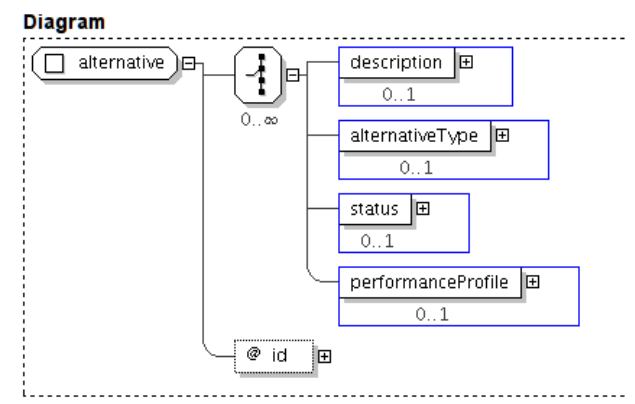 Diagram
alternative
0..∞
description
0..1
alternativeType
0..1
status
0..1
performanceProfile
0..1
@ id